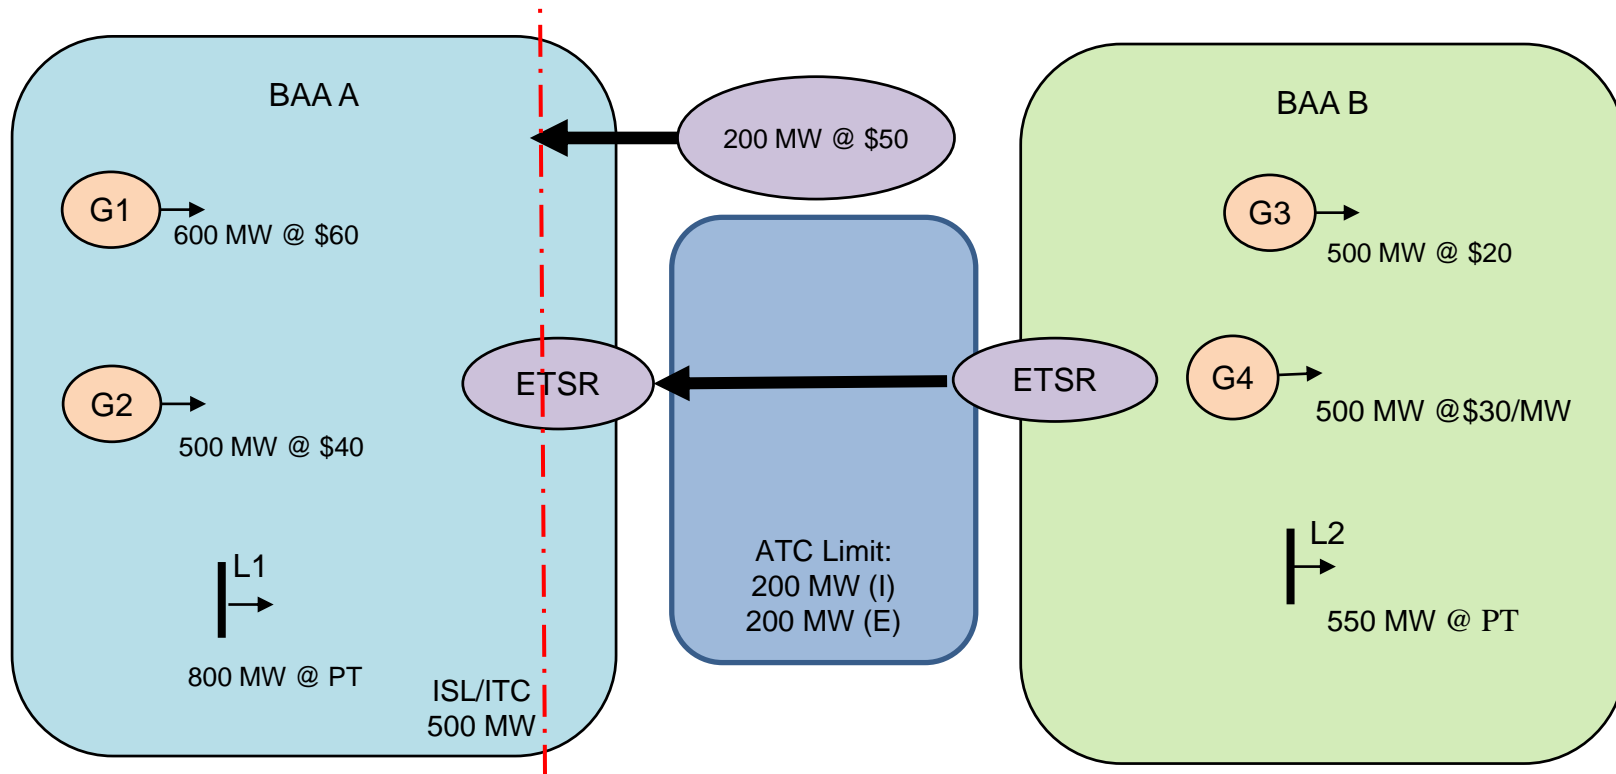 BAA A
BAA B
200 MW @ $50
G1
600 MW @ $60
G3
500 MW @ $20
ETSR
ETSR
G2
500 MW @ $40
G4
500 MW @$30/MW
L1
800 MW @ PT
ISL/ITC
500 MW
ATC Limit:
200 MW (I)
200 MW (E)
L2
550 MW @ PT